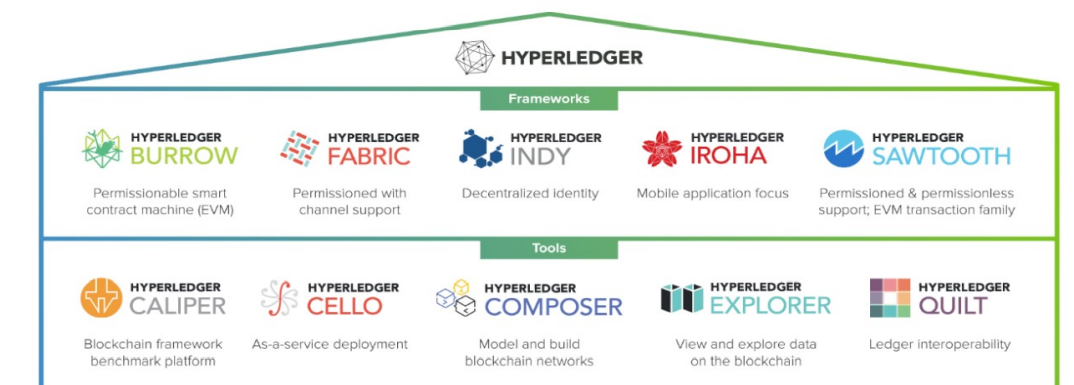 HYPERLEDGER
Frameworks
HYPERLEDGER
BURROW
Permissionable smart
contract machine (EVM)
HYPERLEDGER
FABRIC
Permissioned with
channel support
HYPERLEDGER
INDY
Decentralized identity
HYPERLEDGER
IROHA
Mobile application focus
HYPERLEDGER
SAWTOOTH
Permissioned & permissionless
support; EVM transaction family
Tools
HYPERLEDGER
CALIPER
Blockchain framework
benchmark platform
HYPERLEDGER
CELLO
As-a-service deployment
HYPERLEDGER
COMPOSER
Model and build
blockchain networks
HYPERLEDGER
EXPLORER
View and explore data
on the blockchain
HYPERLEDGER
QUILT
Ledger interoperability